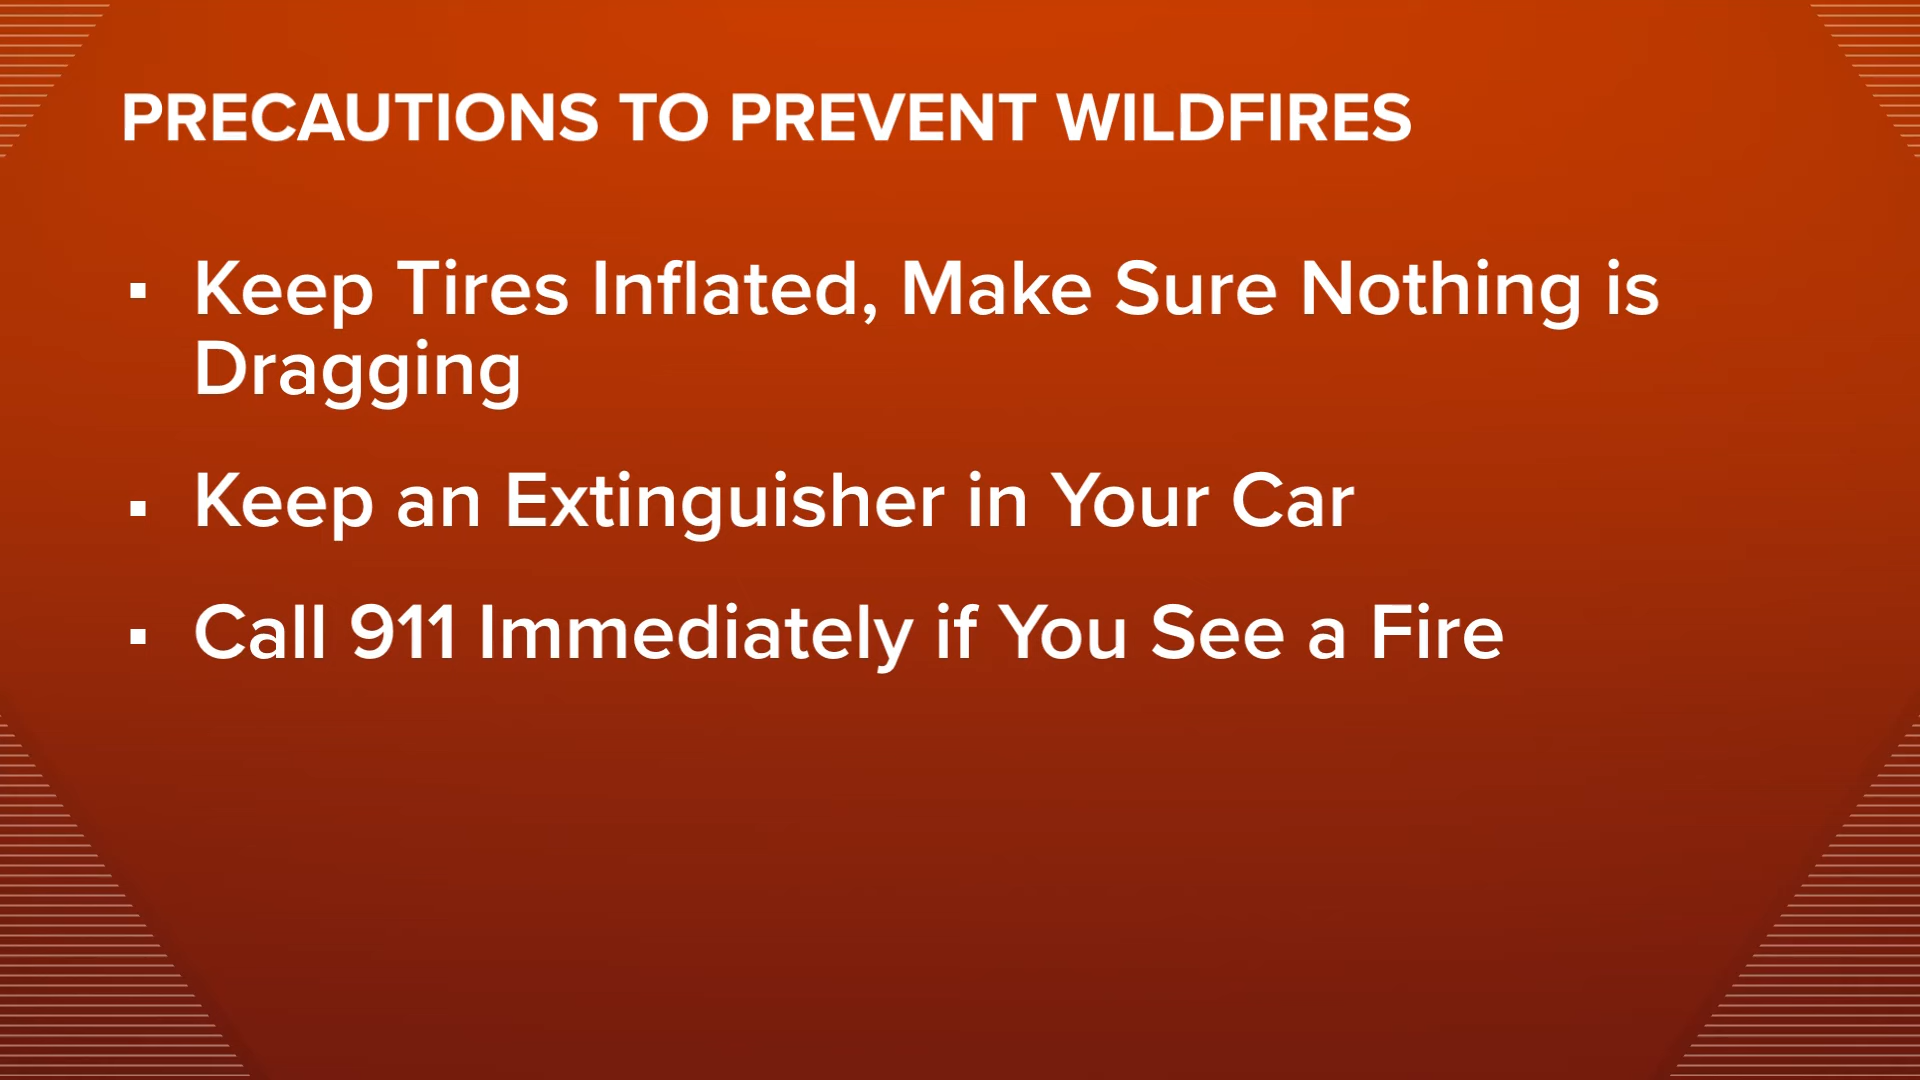 PRECAUTIONS TO PREVENT WILDFIRES
▪ Keep Tires Inflated, Make Sure Nothing is
Dragging
▪ Keep an Extinguisher in Your Car
▪ Call 911 Immediately if You See a Fire